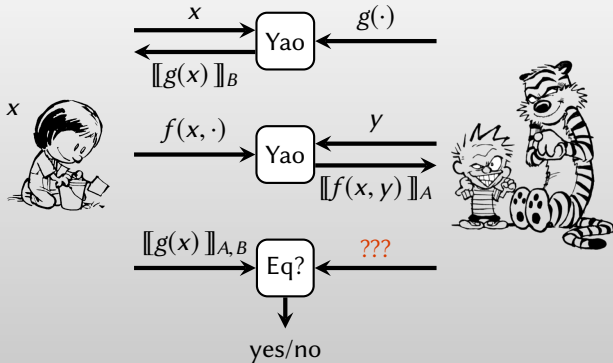 x
g(·)
Yao
⟦g(x)⟧_B
x
f(x, ·)
y
Yao
⟦f(x, y)⟧_A
⟦g(x)⟧_{A,B}
???
Eq?
yes/no